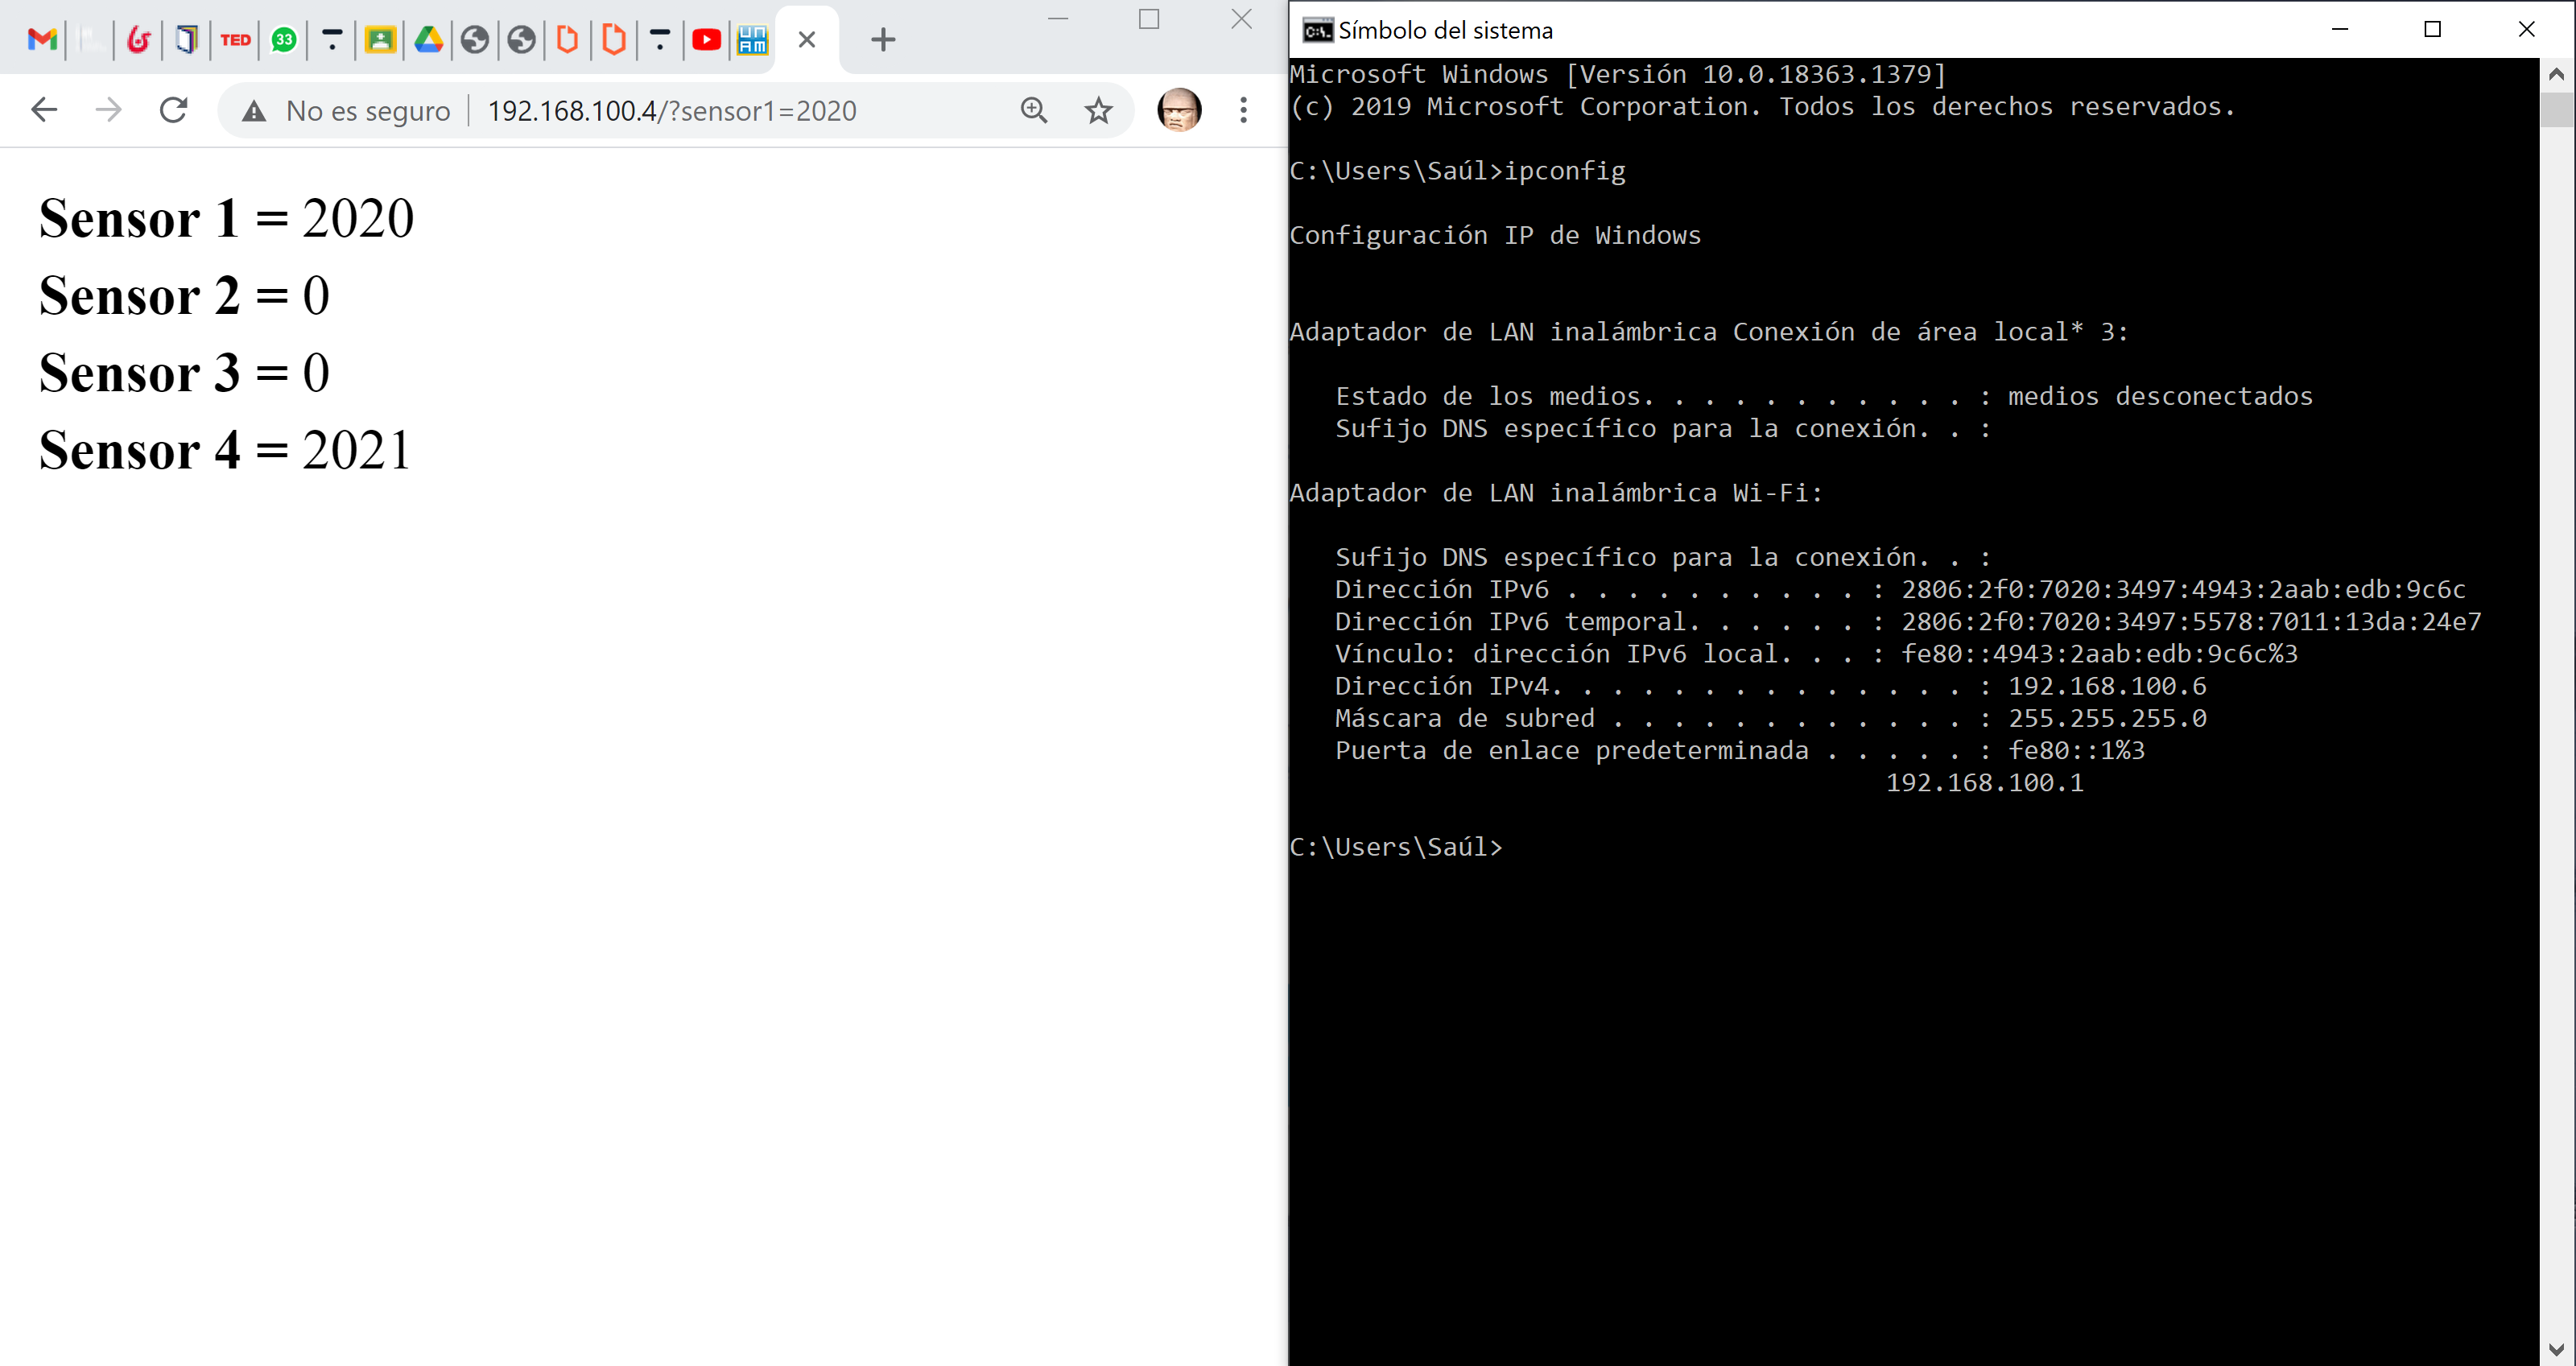 TED
33
UNAM
No es seguro
192.168.100.4/?sensor1=2020
Sensor 1 = 2020
Sensor 2 = 0
Sensor 3 = 0
Sensor 4 = 2021
C:\.
Símbolo del sistema
Microsoft Windows [Versión 10.0.18363.1379]
(c) 2019 Microsoft Corporation. Todos los derechos reservados.
C:\Users\Saúl>ipconfig
Configuración IP de Windows
Adaptador de LAN inalámbrica Conexión de área local* 3:
Estado de los medios. . . . . . . . . . . : medios desconectados
Sufijo DNS específico para la conexión. . :
Adaptador de LAN inalámbrica Wi-Fi:
Sufijo DNS específico para la conexión. . :
Dirección IPv6 . . . . . . . . . . : 2806:2f0:7020:3497:4943:2aab:edb:9c6c
Dirección IPv6 temporal. . . . . . : 2806:2f0:7020:3497:5578:7011:13da:24e7
Vínculo: dirección IPv6 local. . . : fe80::4943:2aab:edb:9c6c%3
Dirección IPv4. . . . . . . . . . . . . . : 192.168.100.6
Máscara de subred . . . . . . . . . . . . : 255.255.255.0
Puerta de enlace predeterminada . . . . . : fe80::1%3
192.168.100.1
C:\Users\Saúl>